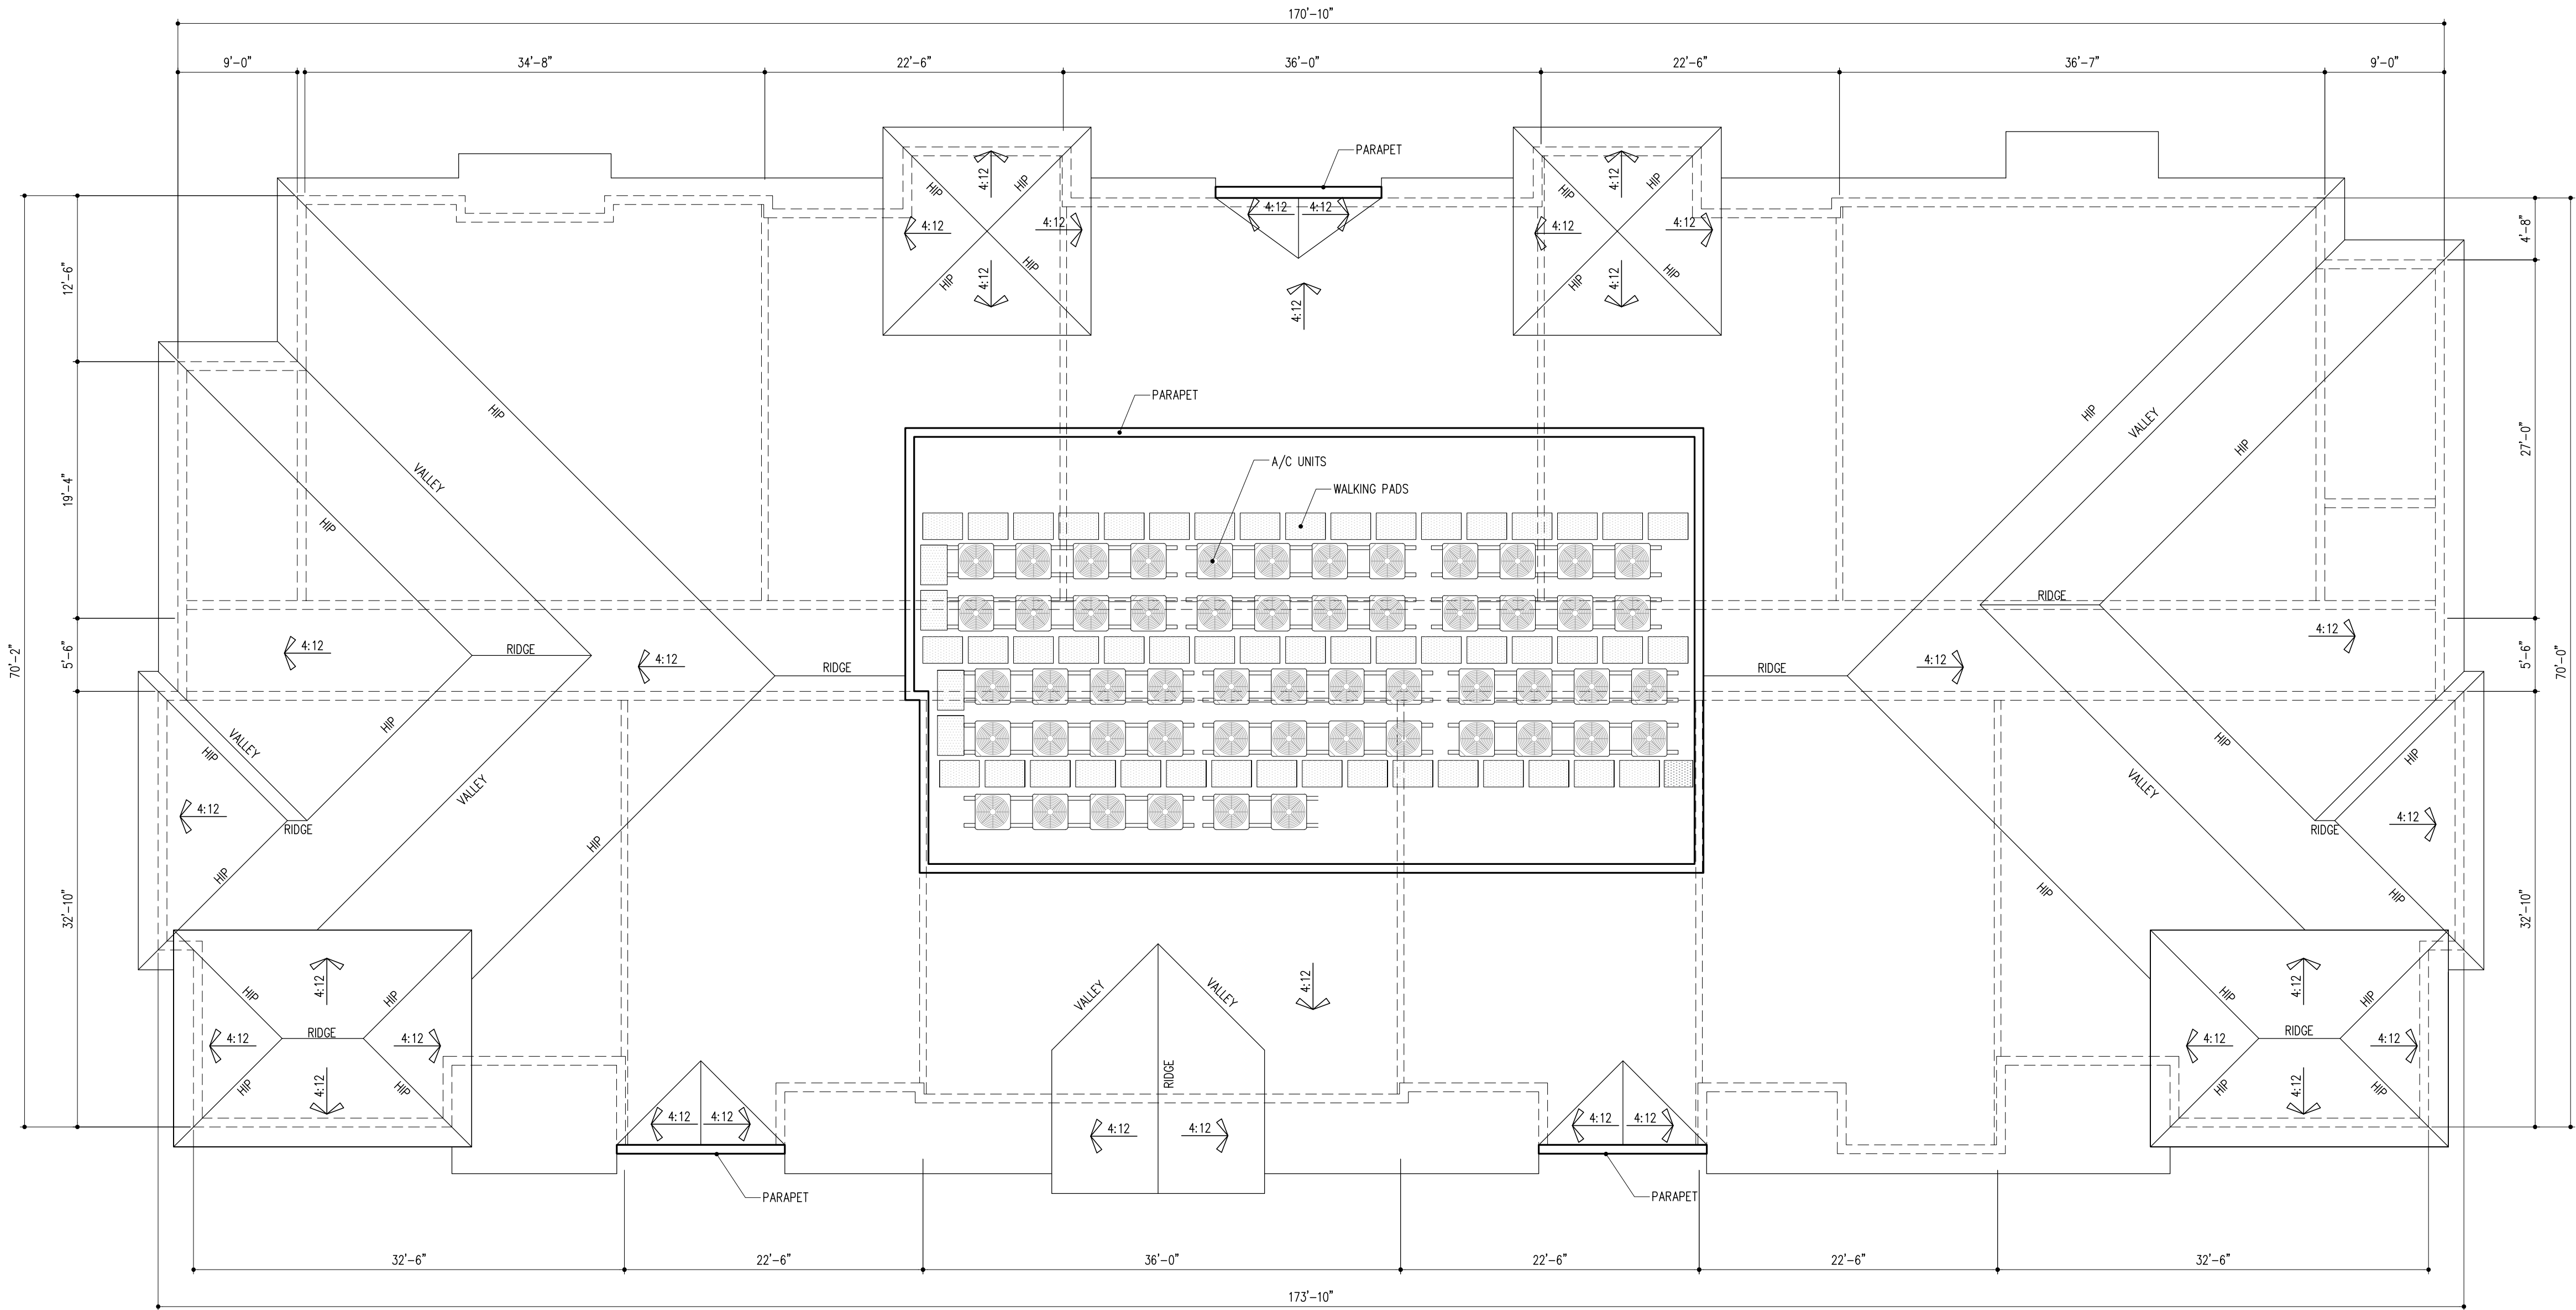 170'-10"
9'-0" 34'-8" 22'-6" 36'-0" 22'-6" 36'-7" 9'-0"
PARAPET
4:12 4:12
HIP HIP HIP HIP
4:12 4:12 4:12 4:12 4:12 4:12
HIP HIP HIP HIP
4:12 4:12
4:12
12'-6" 4'-8"
PARAPET
HIP HIP
VALLEY HIP
27'-0"
A/C UNITS
VALLEY
WALKING PADS
19'-4"
HIP
RIDGE
4:12
5'-6" 5'-6"
RIDGE
4:12 4:12
4:12
70'-2" 70'-0"
RIDGE RIDGE
HIP
VALLEY
HIP
HIP
HIP
VALLEY
VALLEY
4:12 4:12
RIDGE RIDGE
HIP
HIP
HIP
HIP
32'-10" 32'-10"
4:12 4:12 4:12
HIP HIP
VALLEY VALLEY
HIP HIP
RIDGE RIDGE
4:12 4:12 4:12 4:12
RIDGE
HIP HIP
4:12 4:12
HIP HIP
4:12 4:12 4:12 4:12
4:12 4:12
PARAPET PARAPET
32'-6" 22'-6" 36'-0" 22'-6" 22'-6" 32'-6"
173'-10"